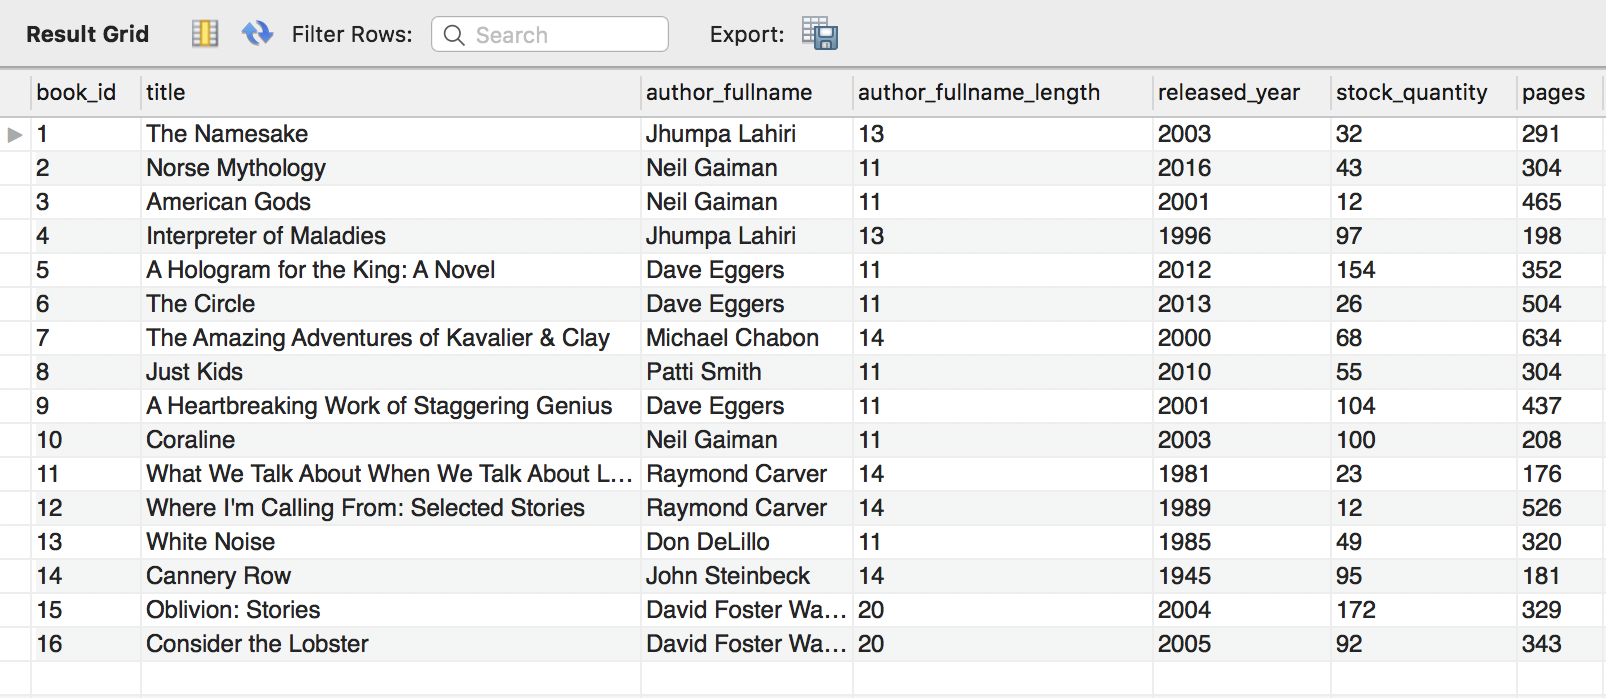 Result Grid Filter Rows: Search Export:
book_id title author_fullname author_fullname_length released_year stock_quantity pages
1 The Namesake Jhumpa Lahiri 13 2003 32 291
2 Norse Mythology Neil Gaiman 11 2016 43 304
3 American Gods Neil Gaiman 11 2001 12 465
4 Interpreter of Maladies Jhumpa Lahiri 13 1996 97 198
5 A Hologram for the King: A Novel Dave Eggers 11 2012 154 352
6 The Circle Dave Eggers 11 2013 26 504
7 The Amazing Adventures of Kavalier & Clay Michael Chabon 14 2000 68 634
8 Just Kids Patti Smith 11 2010 55 304
9 A Heartbreaking Work of Staggering Genius Dave Eggers 11 2001 104 437
10 Coraline Neil Gaiman 11 2003 100 208
11 What We Talk About When We Talk About L... Raymond Carver 14 1981 23 176
12 Where I'm Calling From: Selected Stories Raymond Carver 14 1989 12 526
13 White Noise Don DeLillo 11 1985 49 320
14 Cannery Row John Steinbeck 14 1945 95 181
15 Oblivion: Stories David Foster Wa... 20 2004 172 329
16 Consider the Lobster David Foster Wa... 20 2005 92 343